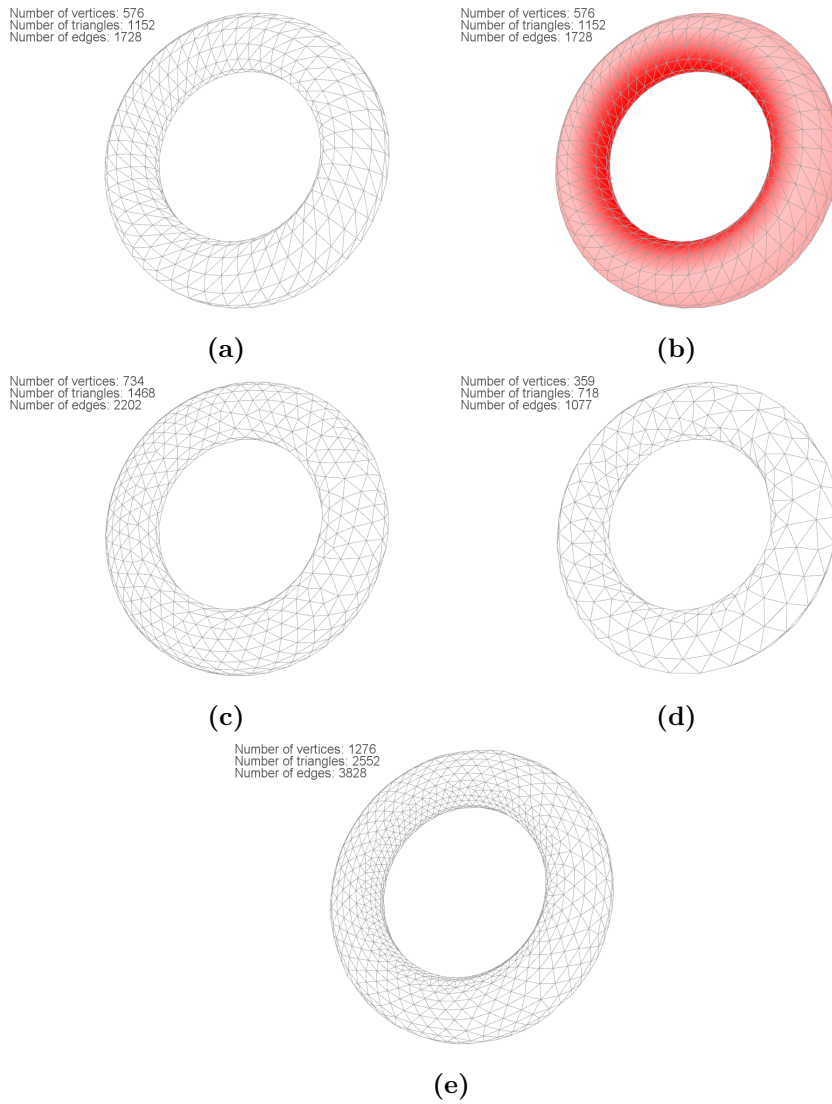 Number of vertices: 576
Number of triangles: 1152
Number of edges: 1728
(a)
Number of vertices: 576
Number of triangles: 1152
Number of edges: 1728
(b)
Number of vertices: 734
Number of triangles: 1468
Number of edges: 2202
(c)
Number of vertices: 359
Number of triangles: 718
Number of edges: 1077
(d)
Number of vertices: 1276
Number of triangles: 2552
Number of edges: 3828
(e)